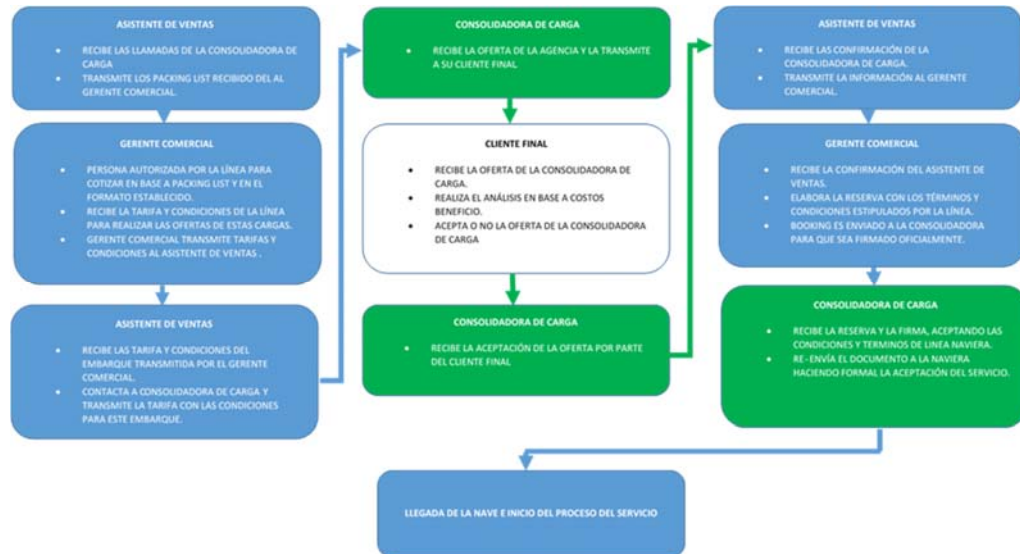 ASISTENTE DE VENTAS
• RECIBE LAS LLAMADAS DE LA CONSOLIDADORA DE
CARGA
• TRANSMITE LOS PACKING LIST RECIBIDO DEL AL
GERENTE COMERCIAL.
GERENTE COMERCIAL
• PERSONA AUTORIZADA POR LA LÍNEA PARA
COTIZAR EN BASE A PACKING LIST Y EN EL
FORMATO ESTABLECIDO.
• RECIBE LA TARIFA Y CONDICIONES DE LA LÍNEA
PARA REALIZAR LAS OFERTAS DE ESTAS CARGAS.
• GERENTE COMERCIAL TRANSMITE TARIFAS Y
CONDICIONES AL ASISTENTE DE VENTAS .
ASISTENTE DE VENTAS
• RECIBE LAS TARIFA Y CONDICIONES DEL
EMBARQUE TRANSMITIDA POR EL GERENTE
COMERCIAL.
• CONTACTA A CONSOLIDADORA DE CARGA Y
TRANSMITE LA TARIFA CON LAS CONDICIONES
PARA ESTE EMBARQUE.
CONSOLIDADORA DE CARGA
• RECIBE LA OFERTA DE LA AGENCIA Y LA TRANSMITE
A SU CLIENTE FINAL
CLIENTE FINAL
• RECIBE LA OFERTA DE LA CONSOLIDADORA DE
CARGA.
• REALIZA EL ANÁLISIS EN BASE A COSTOS
BENEFICIO.
• ACEPTA O NO LA OFERTA DE LA CONSOLIDADORA
DE CARGA
CONSOLIDADORA DE CARGA
• RECIBE LA ACEPTACIÓN DE LA OFERTA POR PARTE
DEL CLIENTE FINAL
ASISTENTE DE VENTAS
• RECIBE LAS CONFIRMACIÓN DE LA
CONSOLIDADORA DE CARGA.
• TRANSMITE LA INFORMACIÓN AL GERENTE
COMERCIAL.
GERENTE COMERCIAL
• RECIBE LA CONFIRMACIÓN DEL ASISTENTE DE
VENTAS.
• ELABORA LA RESERVA CON LOS TÉRMINOS Y
CONDICIONES ESTIPULADOS POR LA LÍNEA.
• BOOKING ES ENVIADO A LA CONSOLIDADORA
PARA QUE SEA FIRMADO OFICIALMENTE.
CONSOLIDADORA DE CARGA
• RECIBE LA RESERVA Y LA FIRMA, ACEPTANDO LAS
CONDICIONES Y TERMINOS DE LINEA NAVIERA.
• RE-ENVÍA EL DOCUMENTO A LA NAVIERA
HACIENDO FORMAL LA ACEPTACIÓN DEL SERVICIO.
LLEGADA DE LA NAVE E INICIO DEL PROCESO DEL SERVICIO